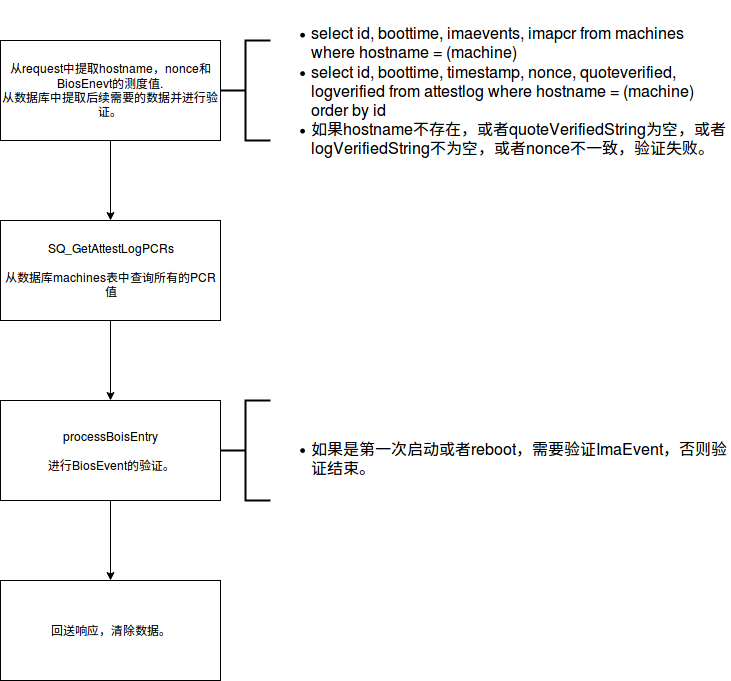 从request中提取hostname，nonce和
BiosEnevt的测度值.
从数据库中提取后续需要的数据并进行验
证。
• select id, boottime, imaevents, imapcr from machines
where hostname = (machine)
• select id, boottime, timestamp, nonce, quoteverified,
logverified from attestlog where hostname = (machine)
order by id
• 如果hostname不存在，或者quoteVerifiedString为空，或者
logVerifiedString不为空，或者nonce不一致，验证失败。
SQ_GetAttestLogPCRs
从数据库machines表中查询所有的PCR
值
processBoisEntry
进行BiosEvent的验证。
• 如果是第一次启动或者reboot，需要验证ImaEvent，否则验
证结束。
回送响应，清除数据。